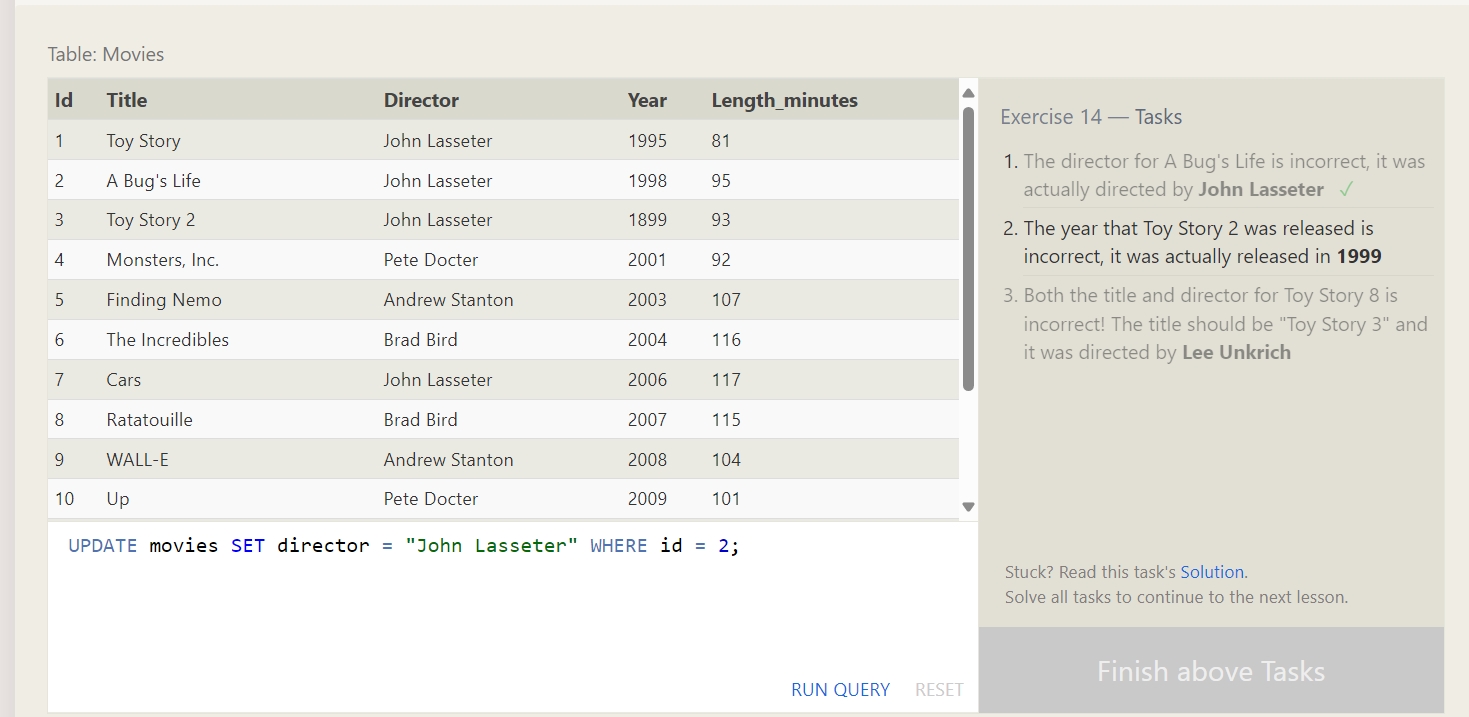 Table: Movies
Id Title Director Year Length_minutes
1 Toy Story John Lasseter 1995 81
2 A Bug's Life John Lasseter 1998 95
3 Toy Story 2 John Lasseter 1899 93
4 Monsters, Inc. Pete Docter 2001 92
5 Finding Nemo Andrew Stanton 2003 107
6 The Incredibles Brad Bird 2004 116
7 Cars John Lasseter 2006 117
8 Ratatouille Brad Bird 2007 115
9 WALL-E Andrew Stanton 2008 104
10 Up Pete Docter 2009 101
UPDATE movies SET director = "John Lasseter" WHERE id = 2;
RUN QUERY RESET
Exercise 14 — Tasks
1. The director for A Bug's Life is incorrect, it was
actually directed by John Lasseter ✓
2. The year that Toy Story 2 was released is
incorrect, it was actually released in 1999
3. Both the title and director for Toy Story 8 is
incorrect! The title should be "Toy Story 3" and
it was directed by Lee Unkrich
Stuck? Read this task's Solution.
Solve all tasks to continue to the next lesson.
Finish above Tasks